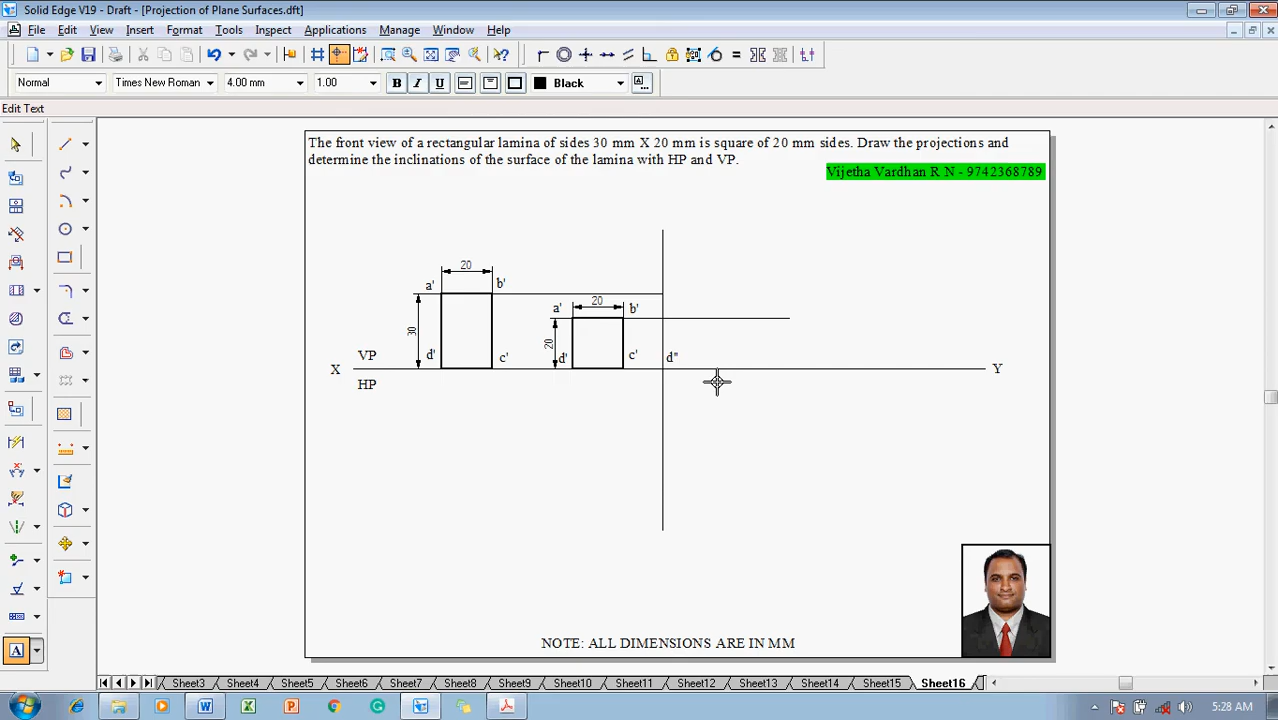 Solid Edge V19 - Draft - [Projection of Plane Surfaces.dft]
File Edit View Insert Format Tools Inspect Applications Manage Window Help
Normal Times New Roman 4.00 mm 1.00 B I U Black
Edit Text
The front view of a rectangular lamina of sides 30 mm X 20 mm is square of 20 mm sides. Draw the projections and
determine the inclinations of the surface of the lamina with HP and VP.
Vijetha Vardhan R N - 9742368789
20
a' b'
20
a' b'
30
20
VP d' c' d' c' d"
X Y
HP
NOTE: ALL DIMENSIONS ARE IN MM
A
Sheet3 Sheet4 Sheet5 Sheet6 Sheet7 Sheet8 Sheet9 Sheet10 Sheet11 Sheet12 Sheet13 Sheet14 Sheet15 Sheet16
5:28 AM